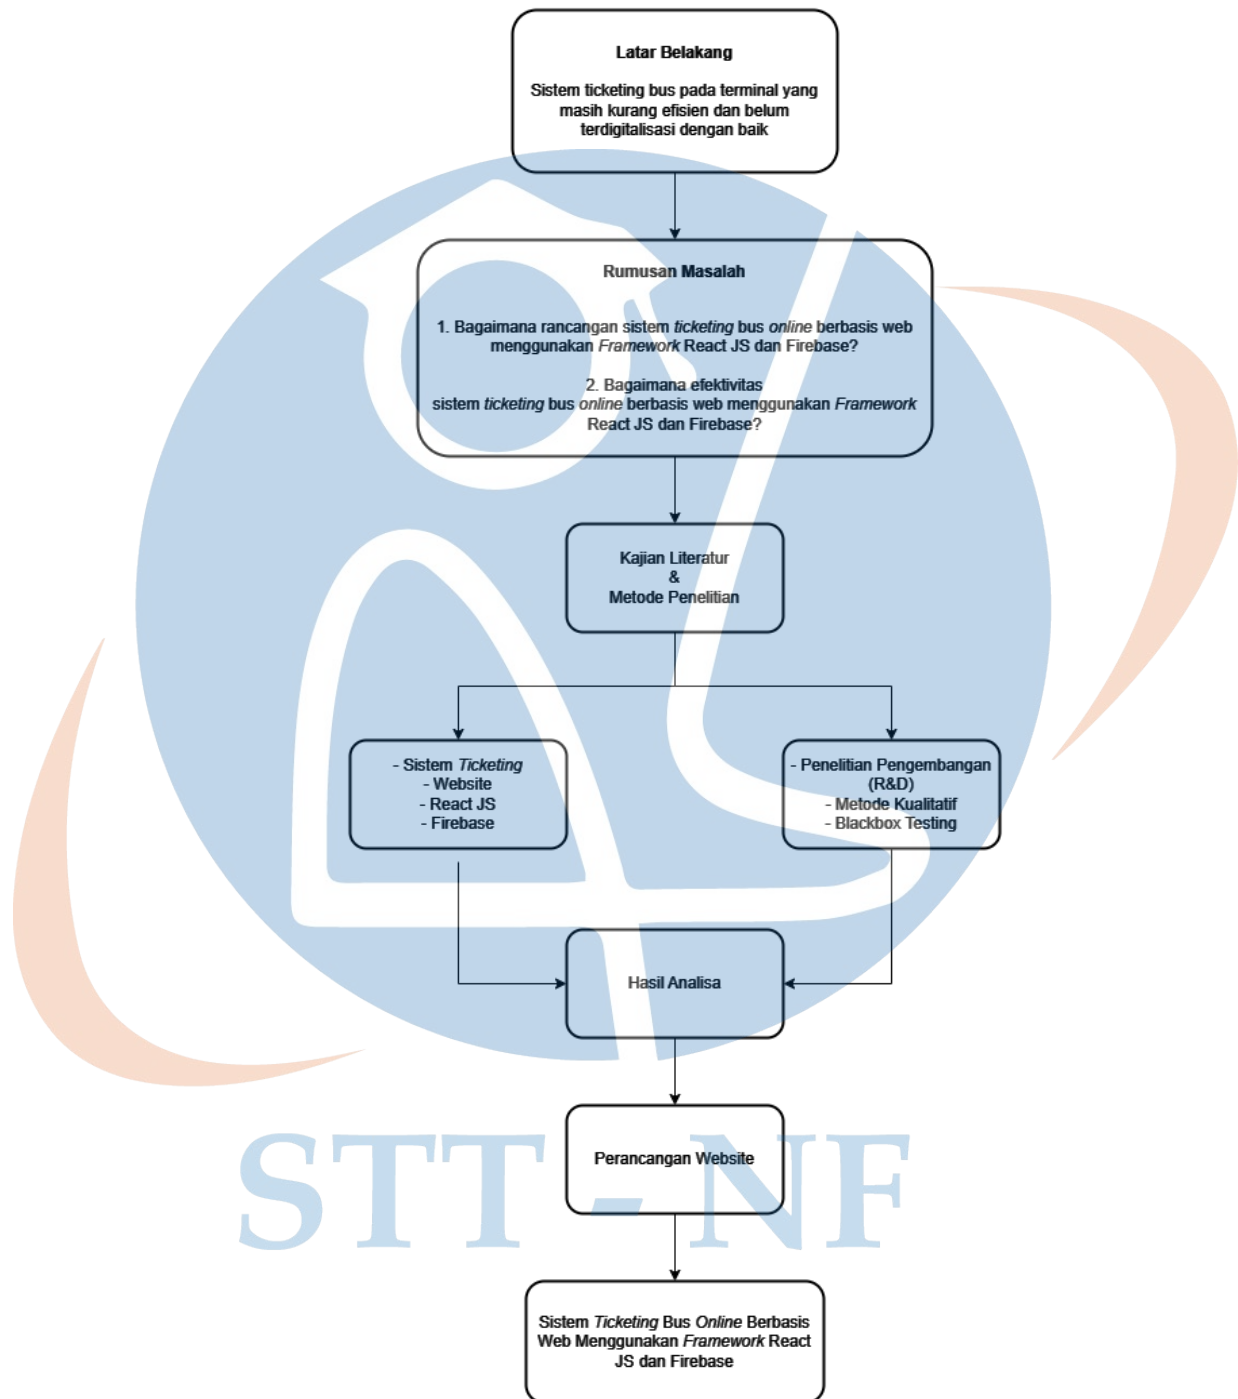 Latar Belakang
Sistem ticketing bus pada terminal yang
masih kurang efisien dan belum
terdigitalisasi dengan baik
Rumusan Masalah
1. Bagaimana rancangan sistem ticketing bus online berbasis web
menggunakan Framework React JS dan Firebase?
2. Bagaimana efektivitas
sistem ticketing bus online berbasis web menggunakan Framework
React JS dan Firebase?
Kajian Literatur
&
Metode Penelitian
- Sistem Ticketing
- Website
- React JS
- Firebase
- Penelitian Pengembangan
(R&D)
- Metode Kualitatif
- Blackbox Testing
Hasil Analisa
Perancangan Website
STT - NF
Sistem Ticketing Bus Online Berbasis
Web Menggunakan Framework React
JS dan Firebase